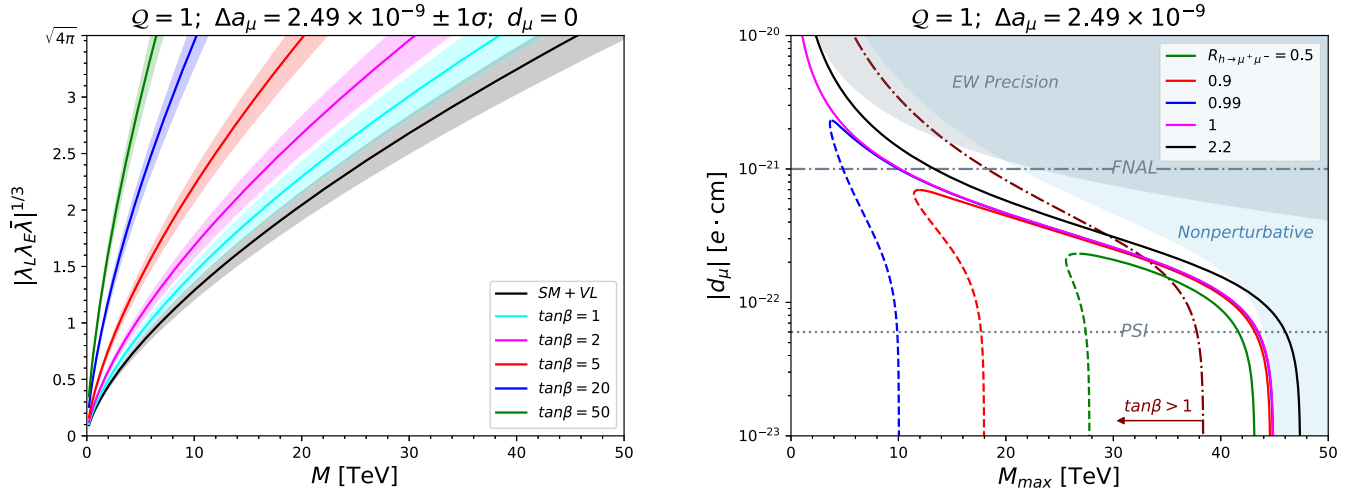 𝒬 = 1; Δa_μ = 2.49 × 10⁻⁹ ± 1σ; d_μ = 0
|λ_L λ_E λ̄|^{1/3}
√4π
3
2.5
2
1.5
1
0.5
0
0
10
20
30
40
50
M [TeV]
SM + VL
tanβ = 1
tanβ = 2
tanβ = 5
tanβ = 20
tanβ = 50
𝒬 = 1; Δa_μ = 2.49 × 10⁻⁹
|d_μ| [e · cm]
10⁻²⁰
10⁻²¹
10⁻²²
10⁻²³
0
10
20
30
40
50
M_max [TeV]
R_{h→μ⁺μ⁻} = 0.5
0.9
0.99
1
2.2
EW Precision
FNAL
Nonperturbative
PSI
tanβ > 1